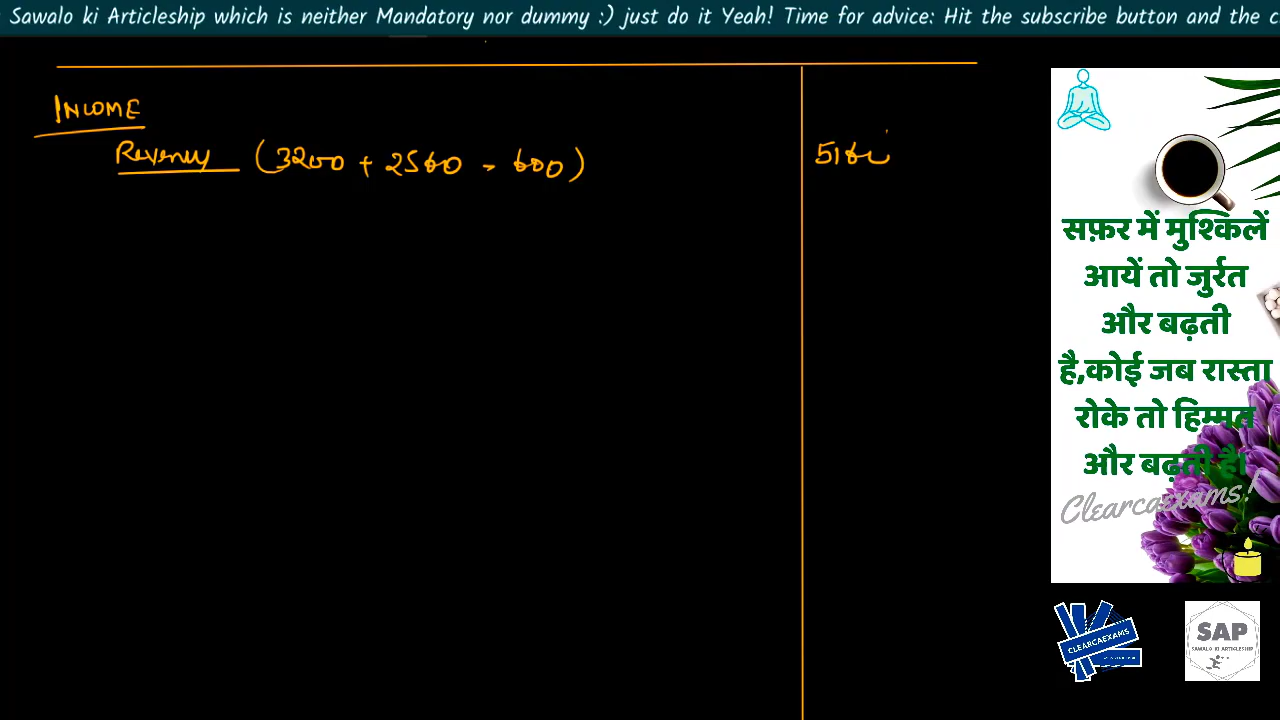 Sawalo ki Articleship which is neither Mandatory nor dummy :) just do it Yeah! Time for advice: Hit the subscribe button and the c
INCOME
Revenue (3200 + 2560 - 600) 5160
सफ़र में मुश्किलें
आयें तो जुर्रत
और बढ़ती
है,कोई जब रास्ता
रोके तो हिम्मत
और बढ़ती है।
Clearcaexams!
CLEARCAEXAMS
SAP
SAWALO KI ARTICLESHIP